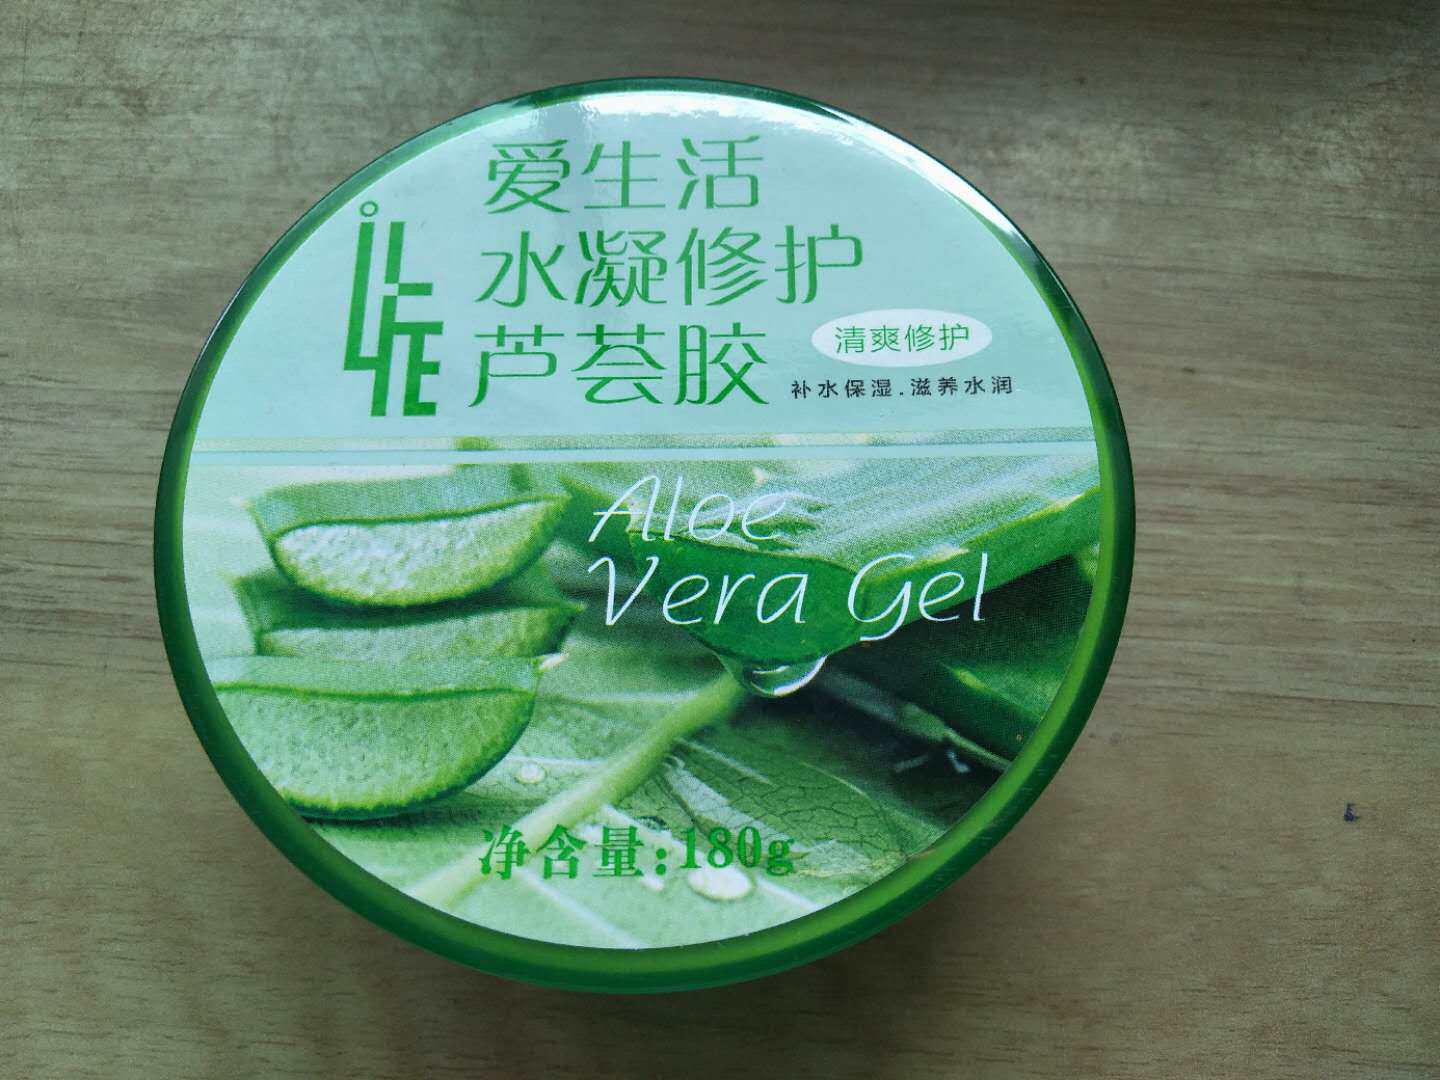 爱生活
水凝修护
芦荟胶
清爽修护
补水保湿.滋养水润
Aloe
Vera Gel
净含量:180g